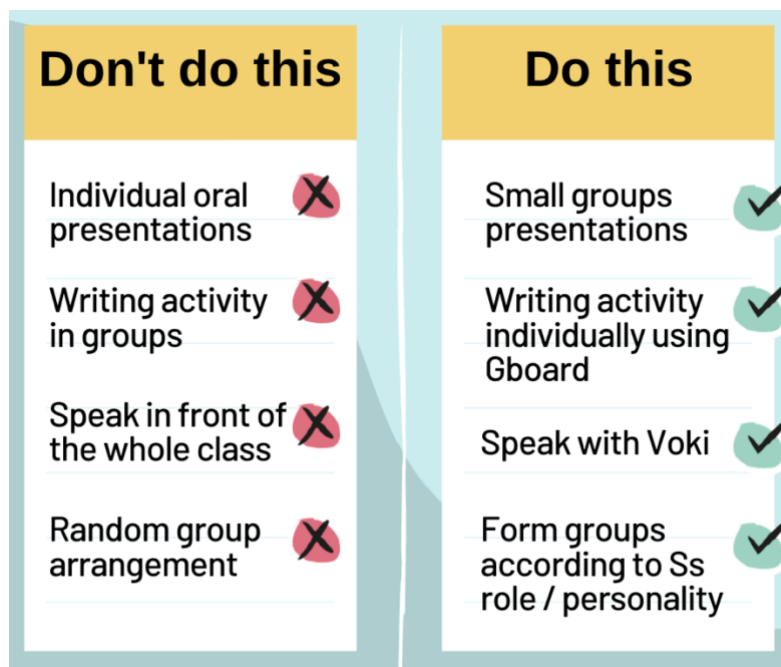 Don't do this
Individual oral
presentations
Writing activity
in groups
Speak in front of
the whole class
Random group
arrangement
Do this
Small groups
presentations
Writing activity
individually using
Gboard
Speak with Voki
Form groups
according to Ss
role / personality